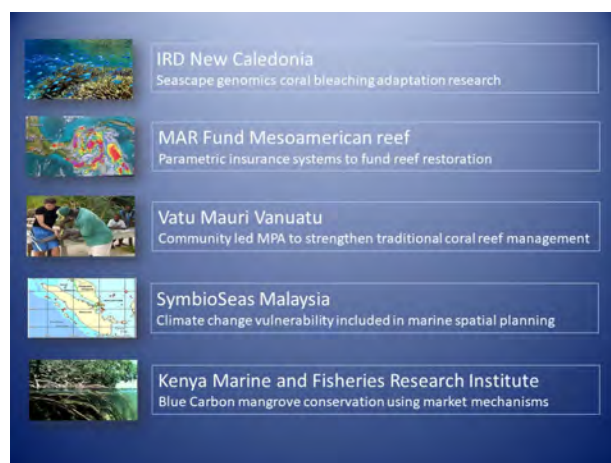 IRD New Caledonia
Seascape genomics coral bleaching adaptation research
MAR Fund Mesoamerican reef
Parametric insurance systems to fund reef restoration
Vatu Mauri Vanuatu
Community led MPA to strengthen traditional coral reef management
SymbioSeas Malaysia
Climate change vulnerability included in marine spatial planning
Kenya Marine and Fisheries Research Institute
Blue Carbon mangrove conservation using market mechanisms